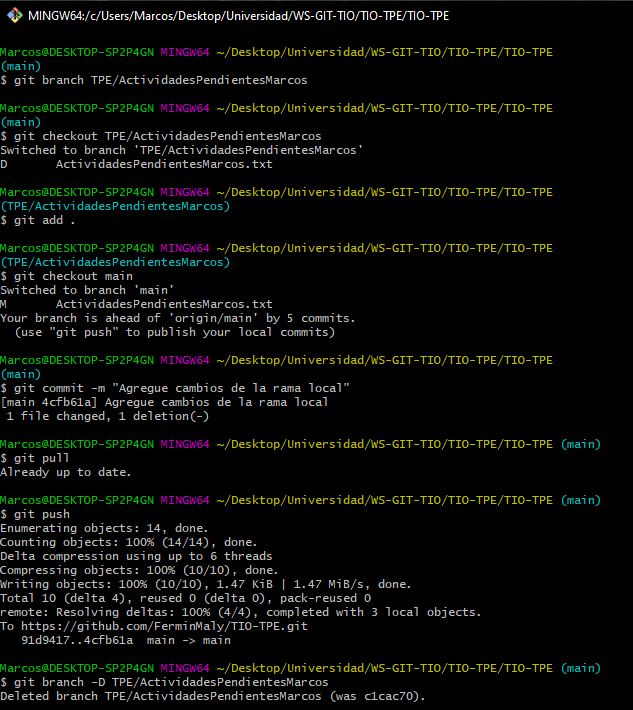 MINGW64:/c/Users/Marcos/Desktop/Universidad/WS-GIT-TIO/TIO-TPE/TIO-TPE
Marcos@DESKTOP-SP2P4GN MINGW64 ~/Desktop/Universidad/WS-GIT-TIO/TIO-TPE/TIO-TPE
(main)
$ git branch TPE/ActividadesPendientesMarcos
Marcos@DESKTOP-SP2P4GN MINGW64 ~/Desktop/Universidad/WS-GIT-TIO/TIO-TPE/TIO-TPE
(main)
$ git checkout TPE/ActividadesPendientesMarcos
Switched to branch 'TPE/ActividadesPendientesMarcos'
D       ActividadesPendientesMarcos.txt
Marcos@DESKTOP-SP2P4GN MINGW64 ~/Desktop/Universidad/WS-GIT-TIO/TIO-TPE/TIO-TPE
(TPE/ActividadesPendientesMarcos)
$ git add .
Marcos@DESKTOP-SP2P4GN MINGW64 ~/Desktop/Universidad/WS-GIT-TIO/TIO-TPE/TIO-TPE
(TPE/ActividadesPendientesMarcos)
$ git checkout main
Switched to branch 'main'
M       ActividadesPendientesMarcos.txt
Your branch is ahead of 'origin/main' by 5 commits.
  (use "git push" to publish your local commits)
Marcos@DESKTOP-SP2P4GN MINGW64 ~/Desktop/Universidad/WS-GIT-TIO/TIO-TPE/TIO-TPE
(main)
$ git commit -m "Agregue cambios de la rama local"
[main 4cfb61a] Agregue cambios de la rama local
 1 file changed, 1 deletion(-)
Marcos@DESKTOP-SP2P4GN MINGW64 ~/Desktop/Universidad/WS-GIT-TIO/TIO-TPE/TIO-TPE (main)
$ git pull
Already up to date.
Marcos@DESKTOP-SP2P4GN MINGW64 ~/Desktop/Universidad/WS-GIT-TIO/TIO-TPE/TIO-TPE (main)
$ git push
Enumerating objects: 14, done.
Counting objects: 100% (14/14), done.
Delta compression using up to 6 threads
Compressing objects: 100% (10/10), done.
Writing objects: 100% (10/10), 1.47 KiB | 1.47 MiB/s, done.
Total 10 (delta 4), reused 0 (delta 0), pack-reused 0
remote: Resolving deltas: 100% (4/4), completed with 3 local objects.
To https://github.com/FerminMaly/TIO-TPE.git
   91d9417..4cfb61a  main -> main
Marcos@DESKTOP-SP2P4GN MINGW64 ~/Desktop/Universidad/WS-GIT-TIO/TIO-TPE/TIO-TPE (main)
$ git branch -D TPE/ActividadesPendientesMarcos
Deleted branch TPE/ActividadesPendientesMarcos (was c1cac70).